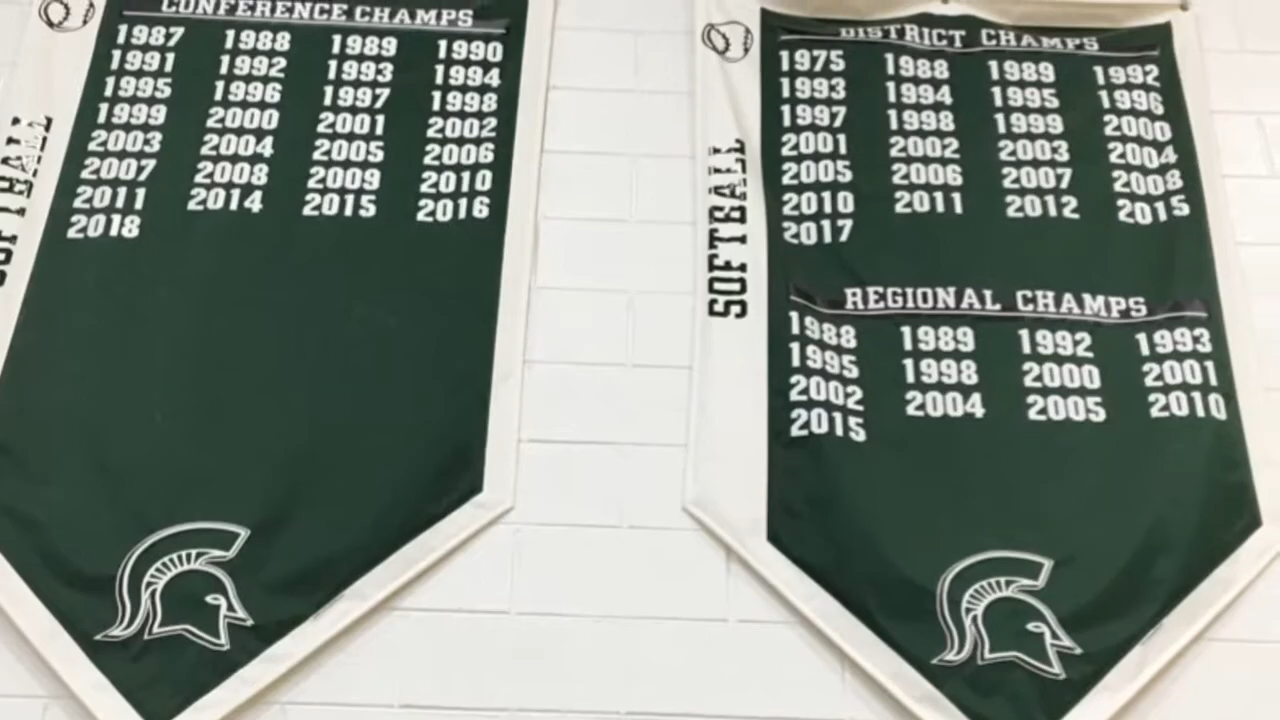 CONFERENCE CHAMPS
1987 1988 1989 1990
1991 1992 1993 1994
1995 1996 1997 1998
1999 2000 2001 2002
2003 2004 2005 2006
2007 2008 2009 2010
2011 2014 2015 2016
2018
SOFTBALL
DISTRICT CHAMPS
1975 1988 1989 1992
1993 1994 1995 1996
1997 1998 1999 2000
2001 2002 2003 2004
2005 2006 2007 2008
2010 2011 2012 2015
2017
SOFTBALL
REGIONAL CHAMPS
1988 1989 1992 1993
1995 1998 2000 2001
2002 2004 2005 2010
2015